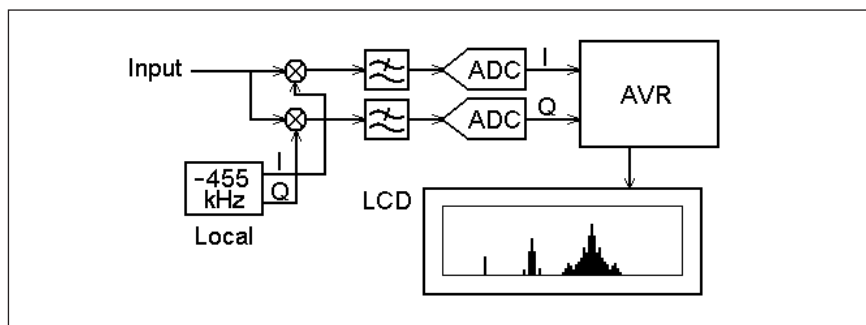 Input
ADC
I
ADC
Q
AVR
I
Q
-455
kHz
Local
LCD